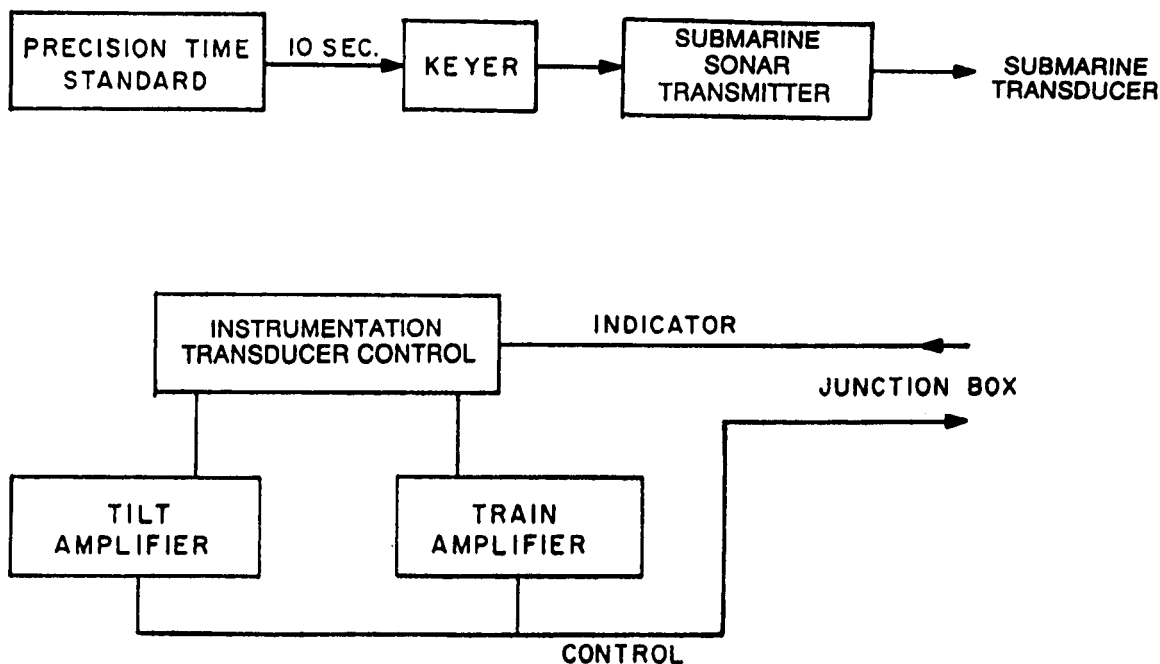 PRECISION TIME
STANDARD
10 SEC.
KEYER
SUBMARINE
SONAR
TRANSMITTER
SUBMARINE
TRANSDUCER
INSTRUMENTATION
TRANSDUCER CONTROL
INDICATOR
JUNCTION BOX
TILT
AMPLIFIER
TRAIN
AMPLIFIER
CONTROL